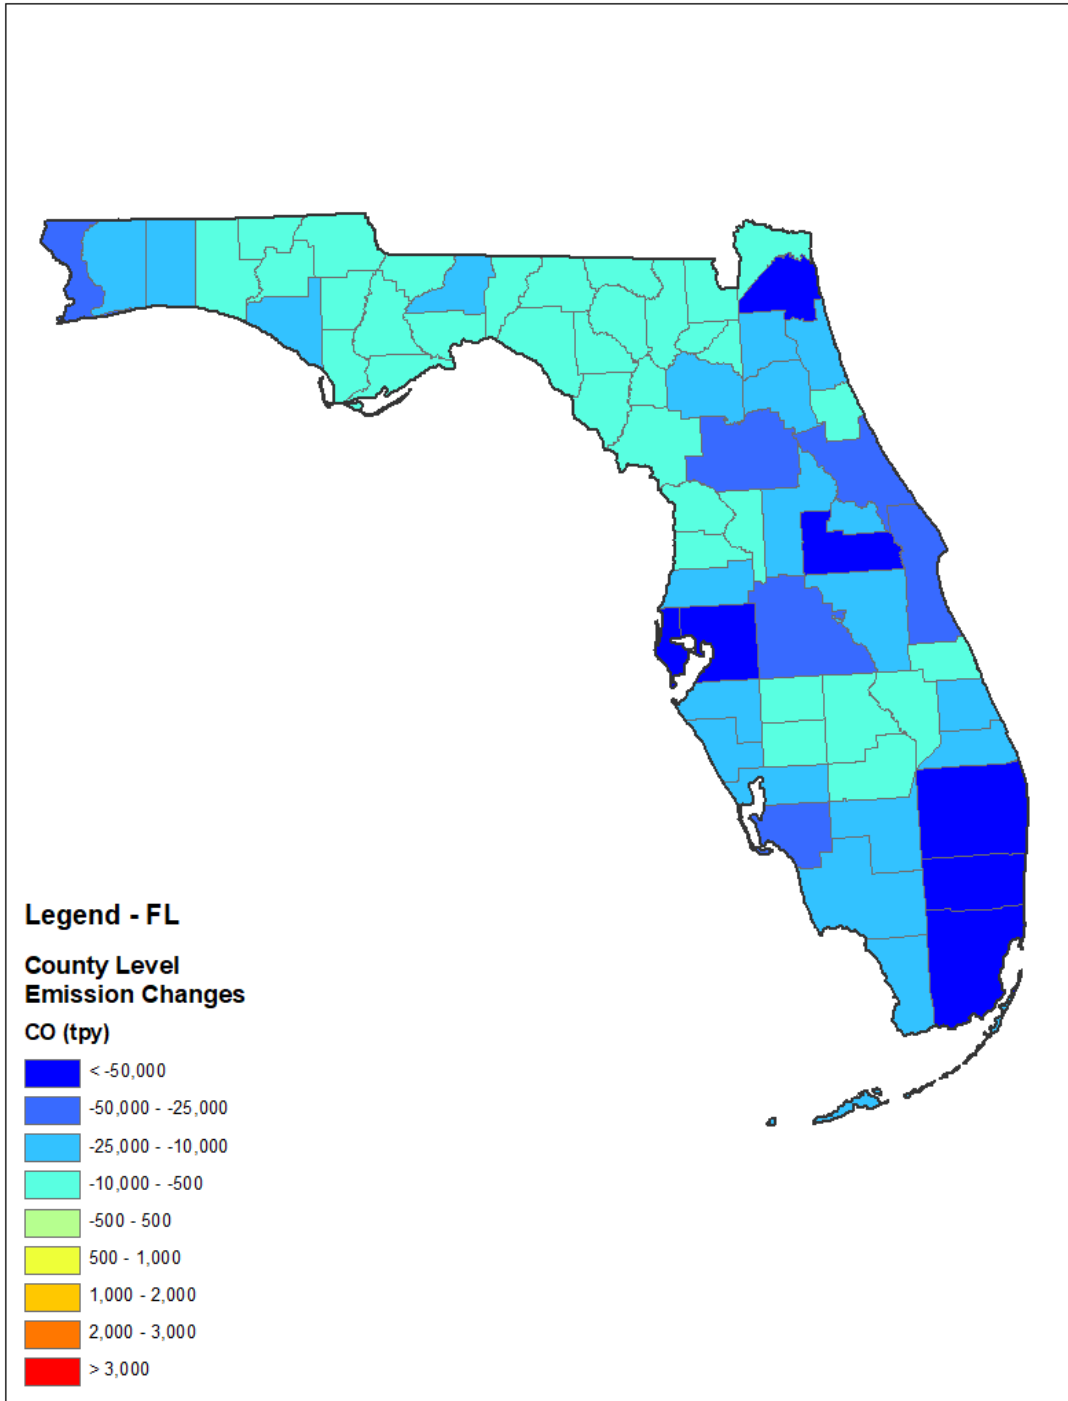 Legend - FL
County Level
Emission Changes
CO (tpy)
< -50,000
-50,000 - -25,000
-25,000 - -10,000
-10,000 - -500
-500 - 500
500 - 1,000
1,000 - 2,000
2,000 - 3,000
> 3,000